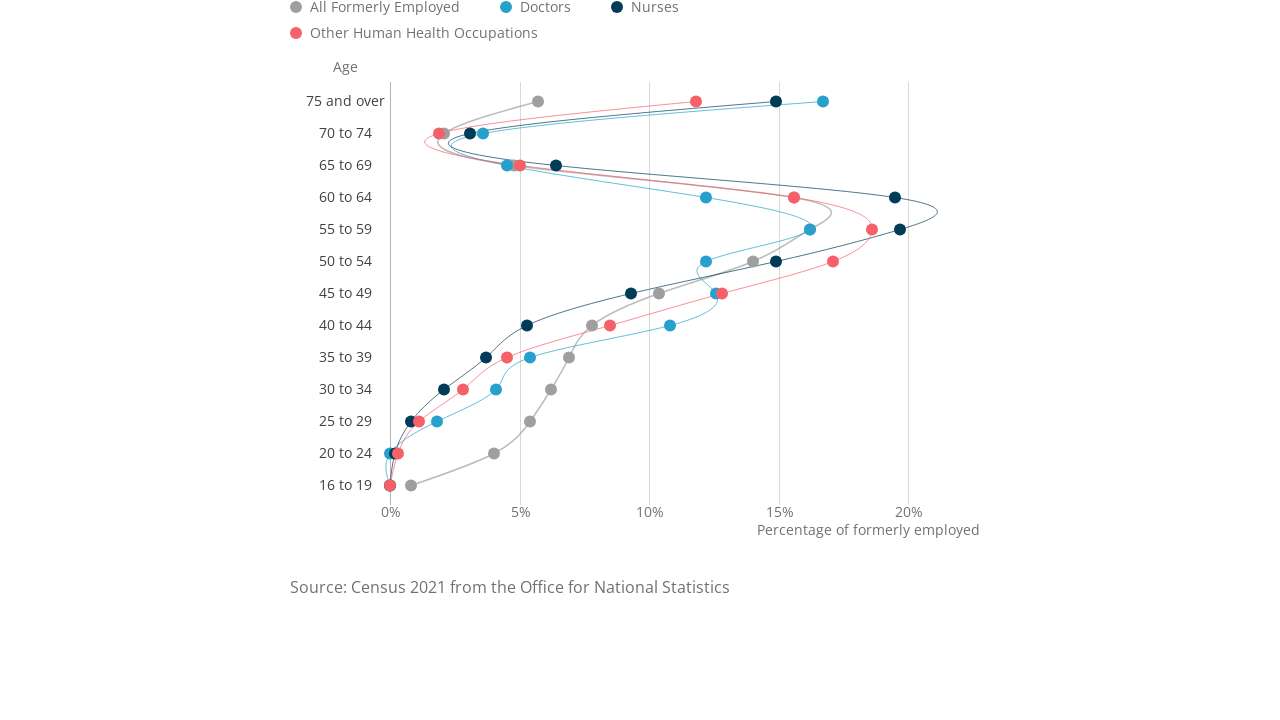 All Formerly Employed Doctors Nurses
Other Human Health Occupations
Age
75 and over
70 to 74
65 to 69
60 to 64
55 to 59
50 to 54
45 to 49
40 to 44
35 to 39
30 to 34
25 to 29
20 to 24
16 to 19
0% 5% 10% 15% 20%
Percentage of formerly employed
Source: Census 2021 from the Office for National Statistics